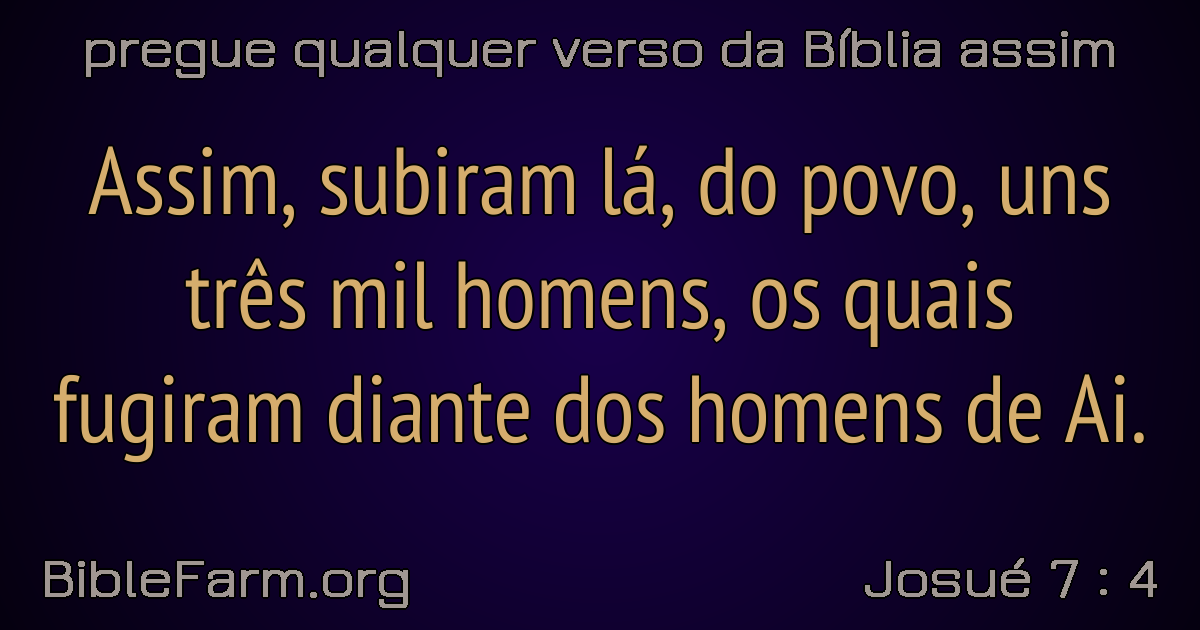 pregue qualquer verso da Bíblia assim
Assim, subiram lá, do povo, uns
três mil homens, os quais
fugiram diante dos homens de Ai.
BibleFarm.org
Josué 7 : 4